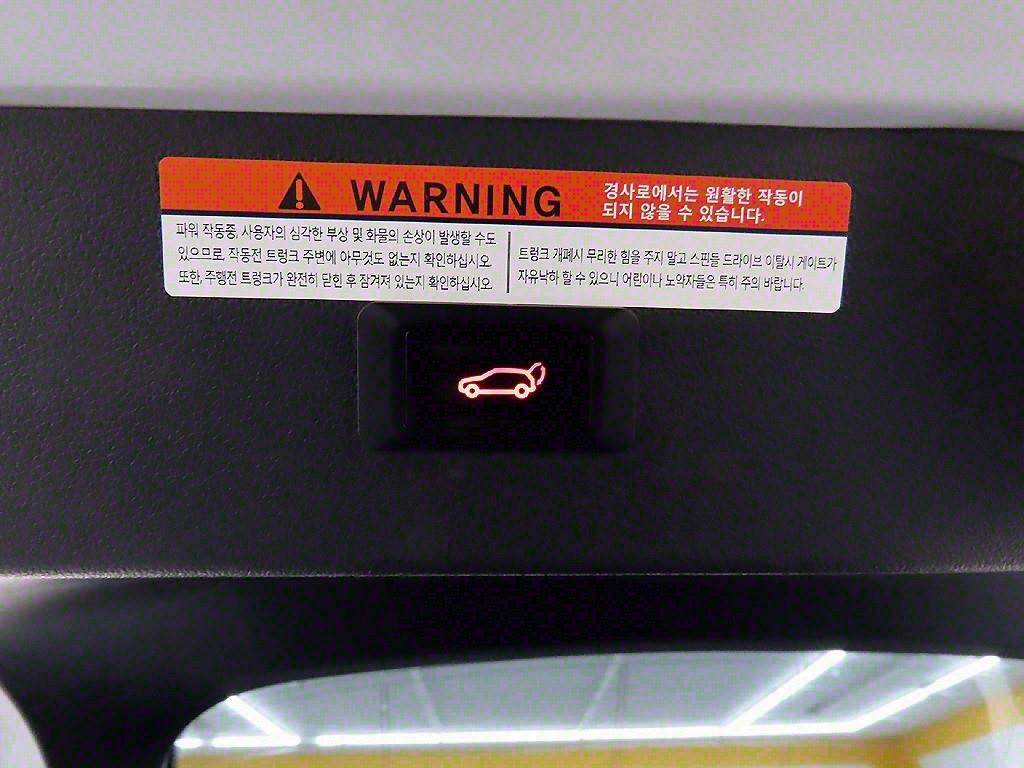 WARNING
경사로에서는 원활한 작동이
되지 않을 수 있습니다.
파워 작동중, 사용자의 심각한 부상 및 화물의 손상이 발생할 수도
있으므로, 작동전 트렁크 주변에 아무것도 없는지 확인하십시오.
또한, 주행전 트렁크가 완전히 닫힌 후 잠겨져 있는지 확인하십시오.
트렁크 개폐시 무리한 힘을 주지 말고 스핀들 드라이브 이탈시 게이트가
자유낙하 할 수 있으니 어린이나 노약자들은 특히 주의 바랍니다.